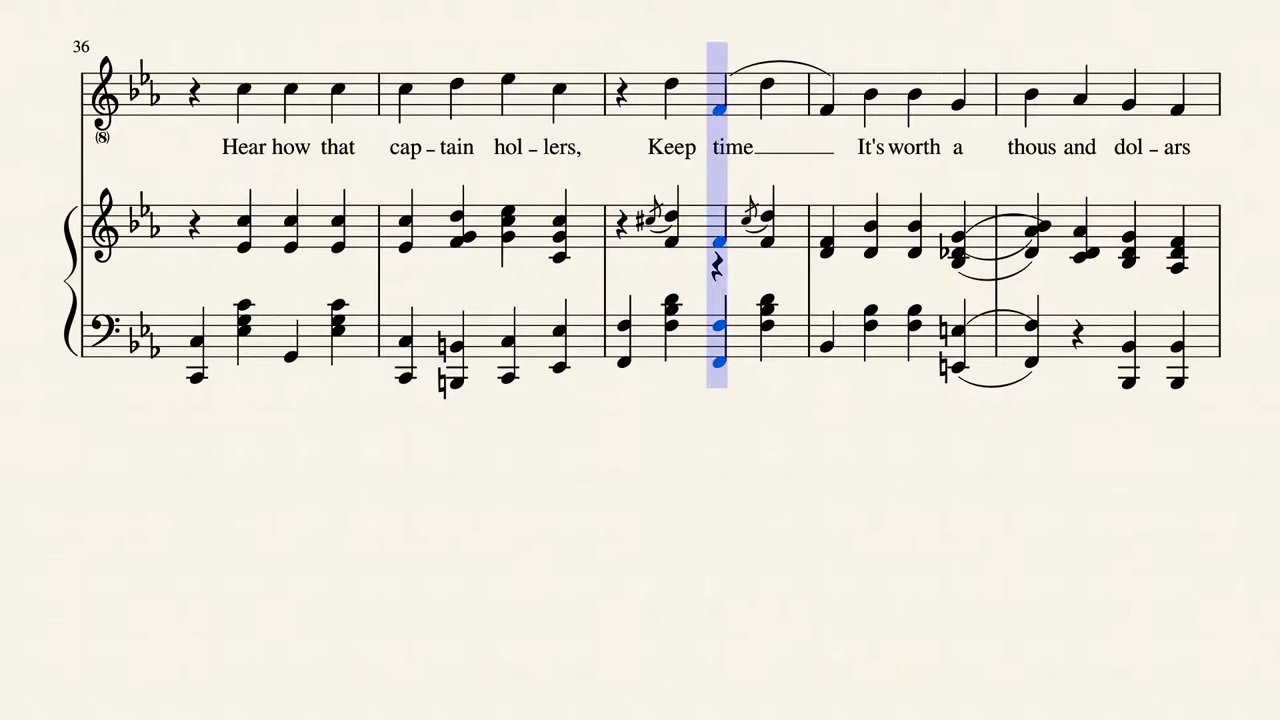 36
(8)
Hear how that cap – tain hol – lers, Keep time It's worth a thous and dol – ars